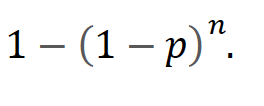 1 − (1 − p)ⁿ.